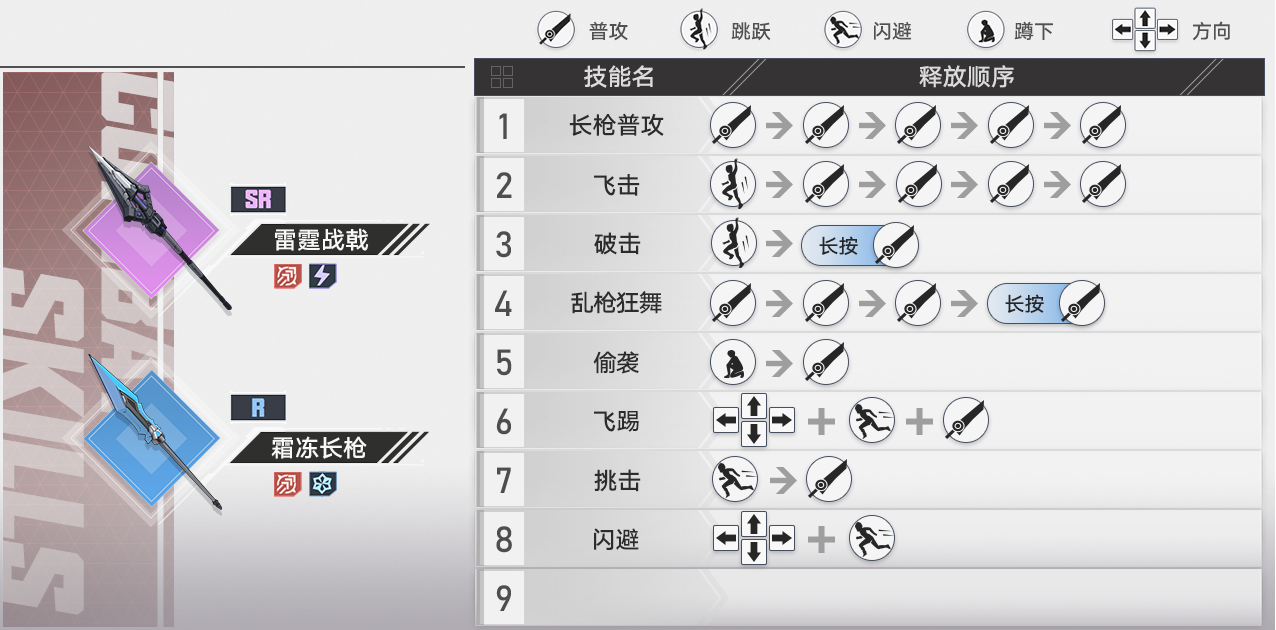 普攻 跳跃 闪避 蹲下 方向
技能名 释放顺序
COMBAT
SKILLS
SR
雷霆战戟
R
霜冻长枪
1 长枪普攻
2 飞击
3 破击 长按
4 乱枪狂舞 长按
5 偷袭
6 飞踢
7 挑击
8 闪避
9